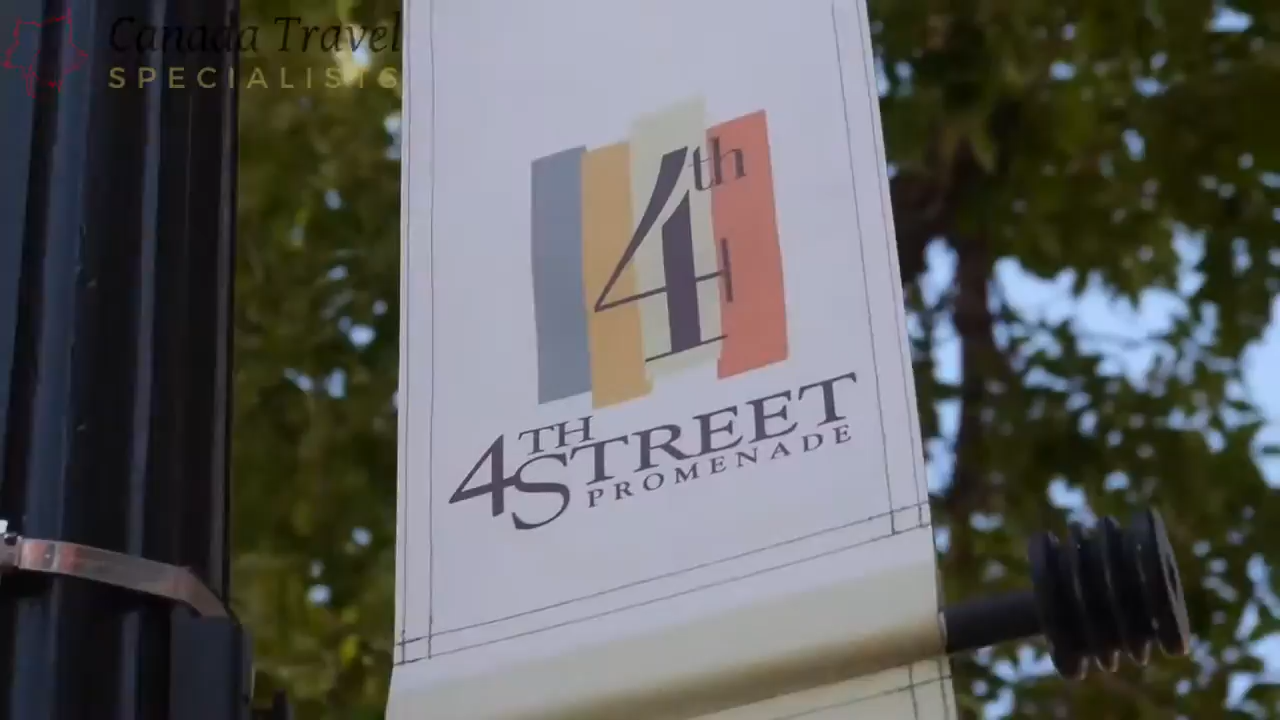 Canada Travel
SPECIALISTS
4th
4TH STREET
PROMENADE